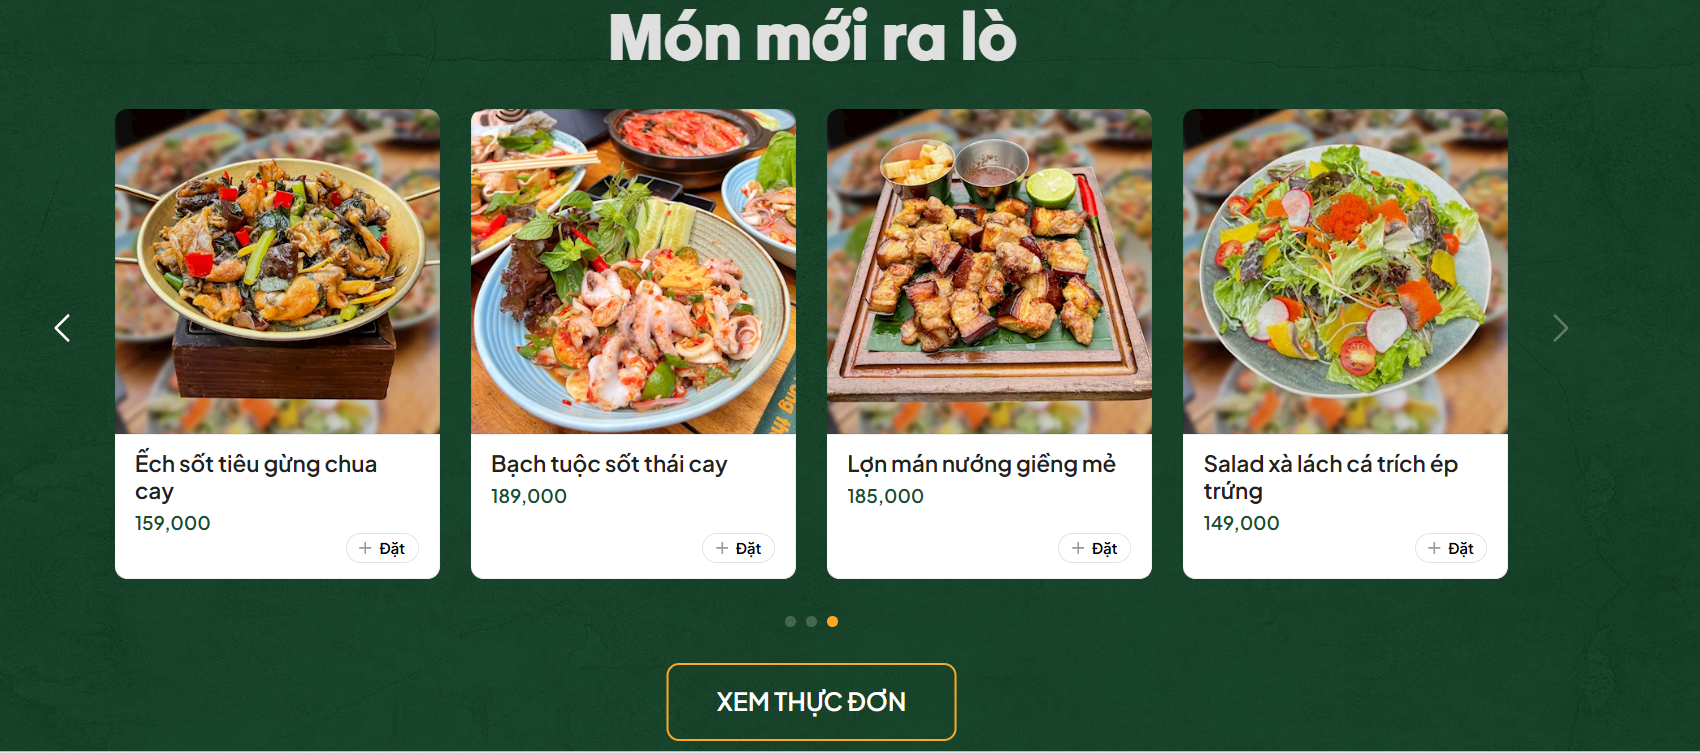 Món mới ra lò
Ếch sốt tiêu gừng chua
cay
159,000
+ Đặt
Bạch tuộc sốt thái cay
189,000
+ Đặt
Lợn mán nướng giềng mẻ
185,000
+ Đặt
Salad xà lách cá trích ép
trứng
149,000
+ Đặt
XEM THỰC ĐƠN